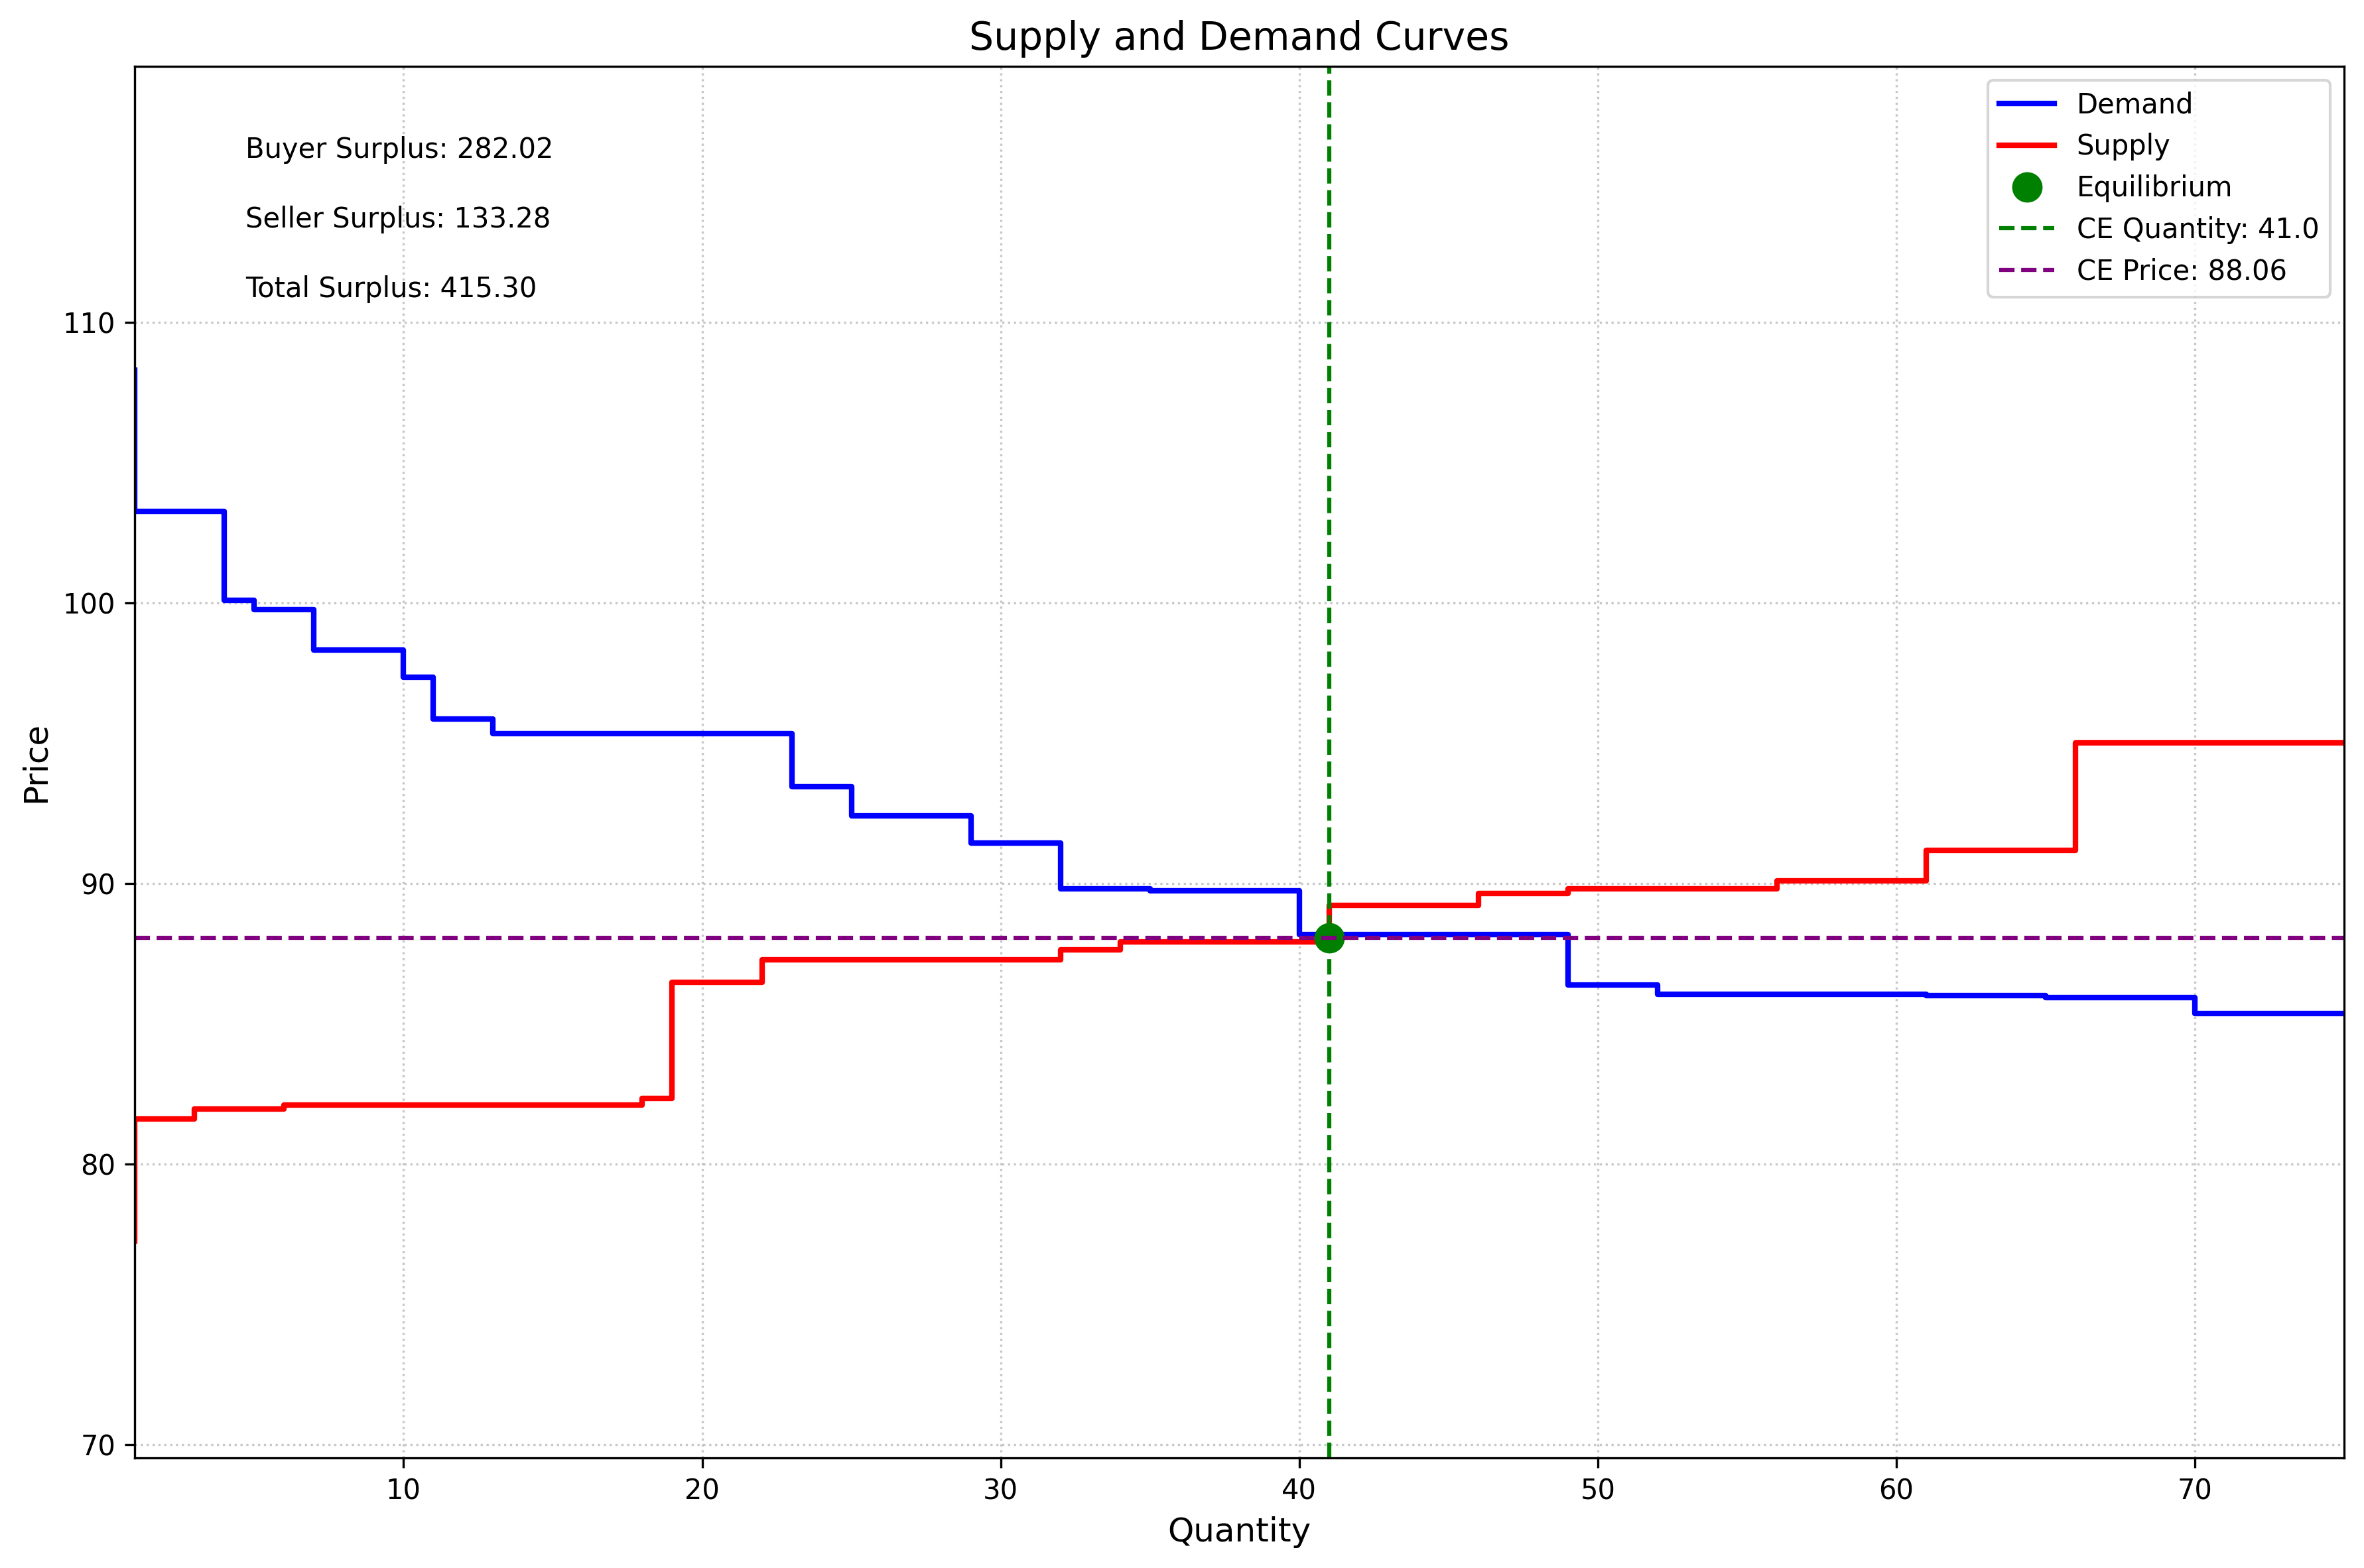 Supply and Demand Curves
Buyer Surplus: 282.02
Seller Surplus: 133.28
Total Surplus: 415.30
Demand
Supply
Equilibrium
CE Quantity: 41.0
CE Price: 88.06
Price
110
100
90
80
70
10 20 30 40 50 60 70
Quantity